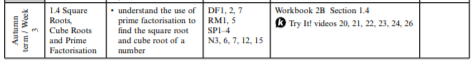 Autumn
term / Week
3
1.4 Square
Roots,
Cube Roots
and Prime
Factorisation
• understand the use of
prime factorisation to
find the square root
and cube root of a
number
DF1, 2, 7
RM1, 5
SP1–4
N3, 6, 7, 12, 15
Workbook 2B Section 1.4
Try It! videos 20, 21, 22, 23, 24, 26